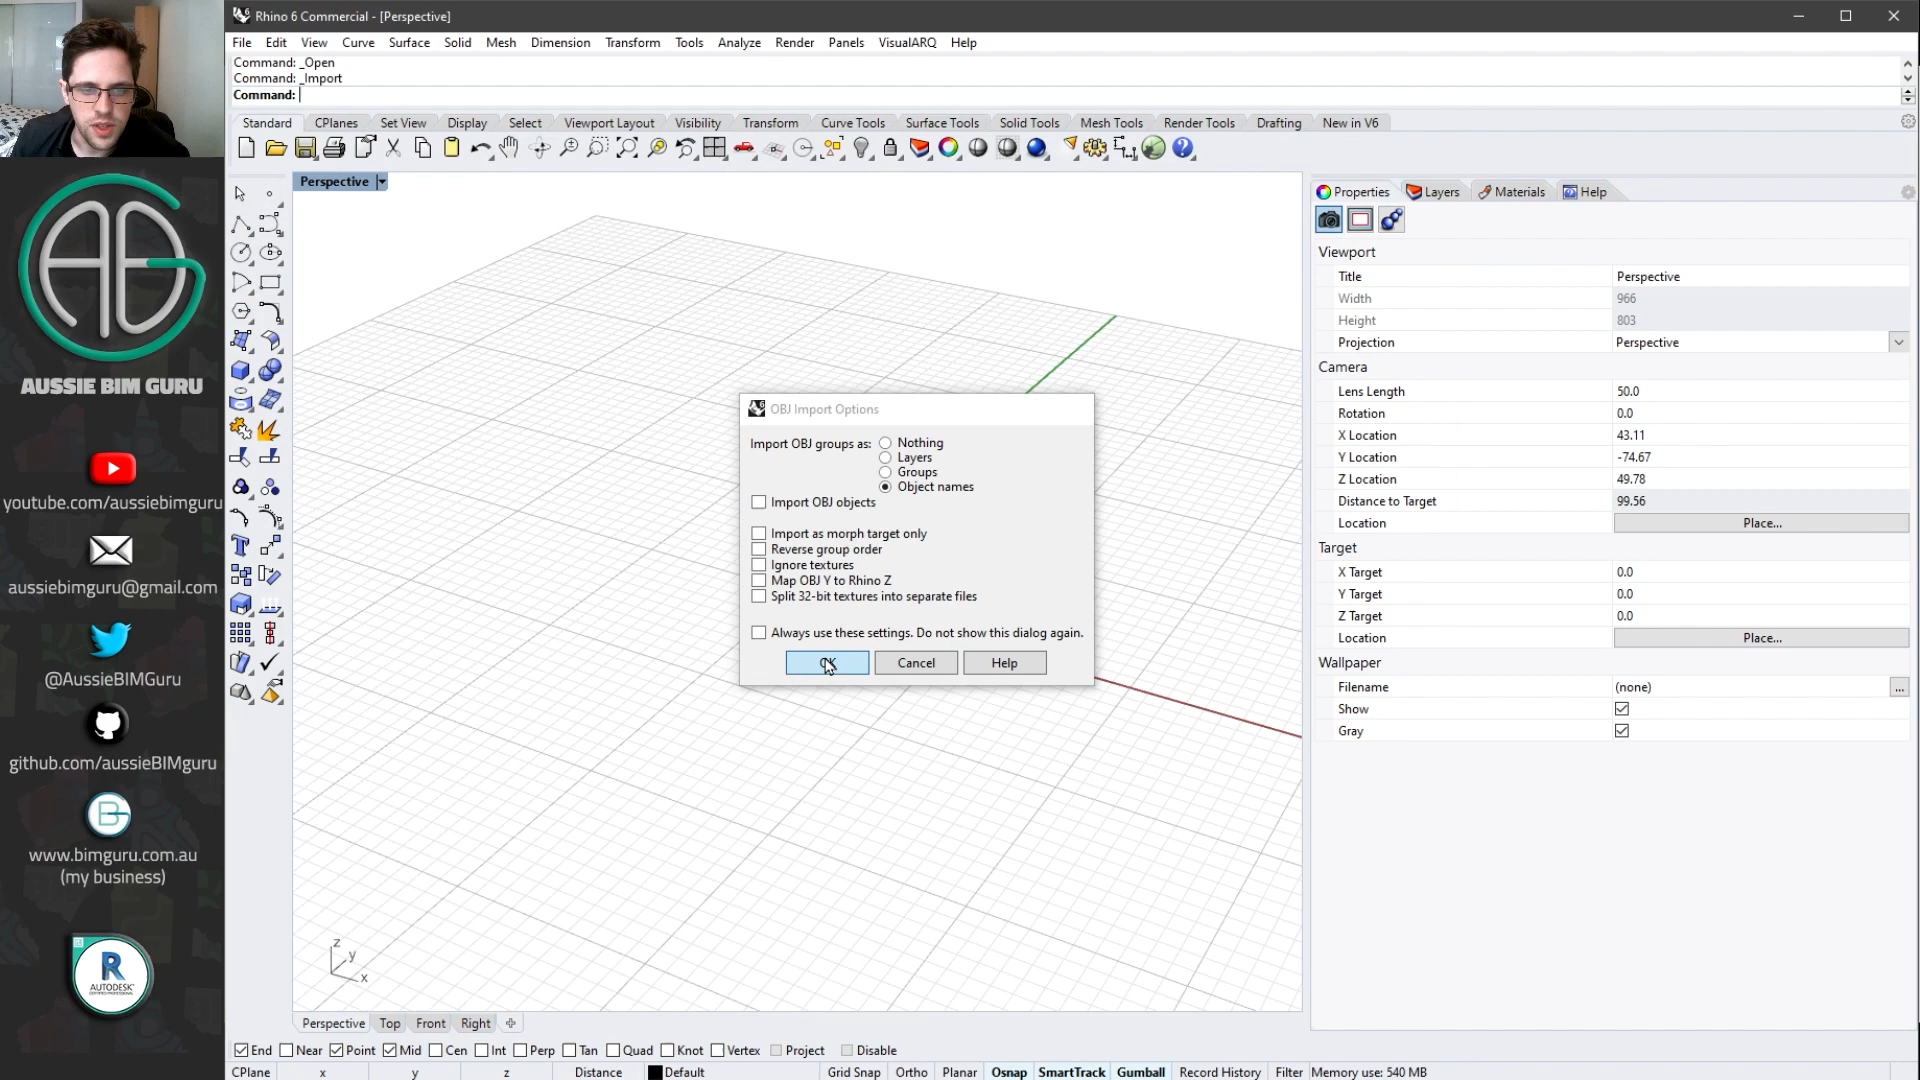 Rhino 6 Commercial - [Perspective]
File Edit View Curve Surface Solid Mesh Dimension Transform Tools Analyze Render Panels VisualARQ Help
Command: _Open
Command: _Import
Command:
Standard CPlanes Set View Display Select Viewport Layout Visibility Transform Curve Tools Surface Tools Solid Tools Mesh Tools Render Tools Drafting New in V6
Perspective
Properties Layers Materials Help
Viewport
Title Perspective
Width 966
Height 803
Projection Perspective
Camera
Lens Length 50.0
Rotation 0.0
X Location 43.11
Y Location -74.67
Z Location 49.78
Distance to Target 99.56
Location Place...
Target
X Target 0.0
Y Target 0.0
Z Target 0.0
Location Place...
Wallpaper
Filename (none) ...
Show
Gray
OBJ Import Options
Import OBJ groups as: Nothing
Layers
Groups
Object names
Import OBJ objects
Import as morph target only
Reverse group order
Ignore textures
Map OBJ Y to Rhino Z
Split 32-bit textures into separate files
Always use these settings. Do not show this dialog again.
OK Cancel Help
z
y
x
Perspective Top Front Right
End Near Point Mid Cen Int Perp Tan Quad Knot Vertex Project Disable
CPlane x y z Distance Default Grid Snap Ortho Planar Osnap SmartTrack Gumball Record History Filter Memory use: 540 MB
ABG
AUSSIE BIM GURU
youtube.com/aussiebimguru
aussiebimguru@gmail.com
@AussieBIMGuru
github.com/aussieBIMguru
BG
www.bimguru.com.au
(my business)
R
AUTODESK
CERTIFIED PROFESSIONAL